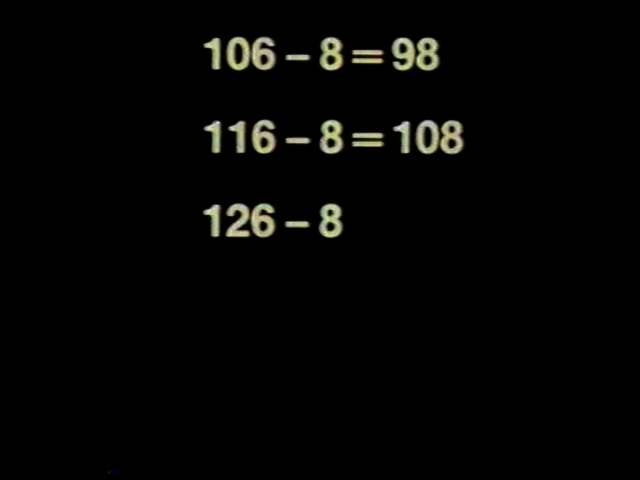 106 – 8 = 98
116 – 8 = 108
126 – 8